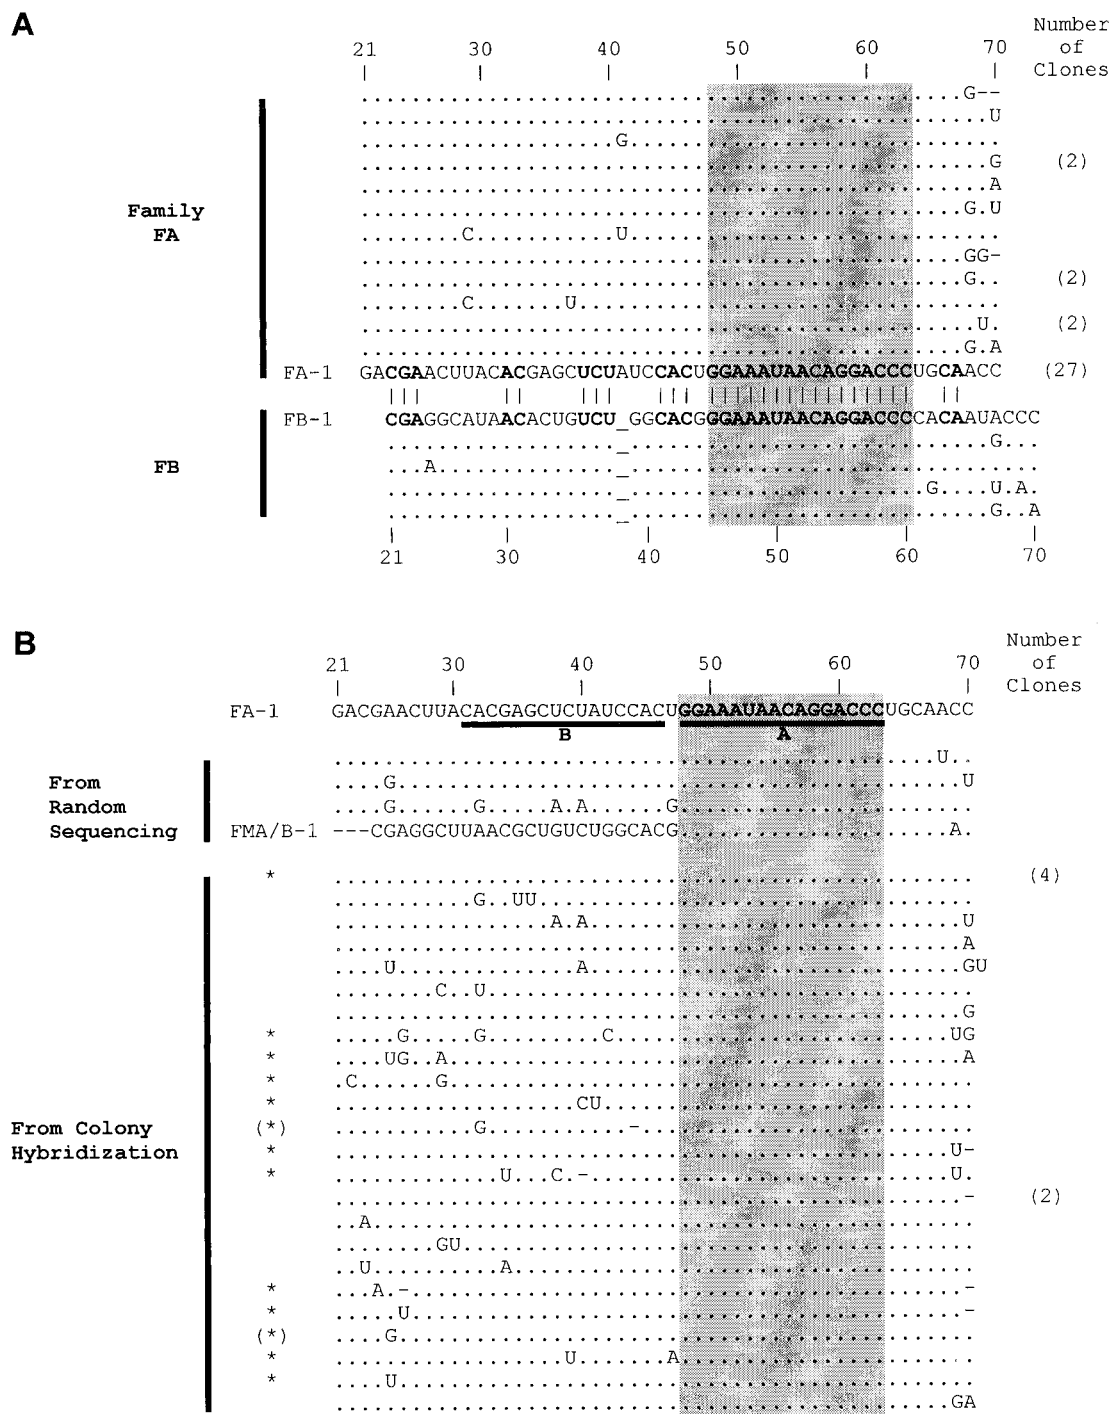 A
Number
of
Clones
21 30 40 50 60 70
...............................................G--
.................................................U
....................G.............................
.................................................G (2)
.................................................A
...............................................G.U
........C...........U.............................
...............................................GG-
...............................................G.. (2)
........C.......U.................................
................................................U. (2)
...............................................G.A
Family
FA
FA-1 GACGAACUUACACGAGCUCUAUCCACUGGAAAUAACAGGACCCUGCAACC (27)
FB-1 CGAGGCAUAACACUGUCU_GGCACGGGAAAUAACAGGACCCCACAAUACCC
.................._............................G...
...A.............._................................
.................._.......................G....U.A.
.................._............................G..A
FB
21 30 40 50 60 70
B
Number
of
Clones
21 30 40 50 60 70
FA-1 GACGAACUUACACGAGCUCUAUCCACUGGAAAUAACAGGACCCUGCAACC
B A
From
Random
Sequencing
...............................................U..
....G............................................U
....G......G.....A.A......G.......................
FMA/B-1 ---CGAGGCUUAACGCUGUCUGGCACG.....................A.
* .................................................. (4)
...........G..UU..................................
.................A.A.............................U
.................................................A
....U..............A.............................GU
........C..U......................................
.................................................G
* .....G.....G.........C..........................UG
* ....UG..A........................................A
* .C......G.........................................
* ...................CU.............................
(*) ...........G...........-..........................
From Colony
Hybridization
* ................................................U-
* .............U...C.-............................U.
.................................................- (2)
..A...............................................
........GU........................................
..U..........A....................................
* ...A.-...........................................-
* .....U...........................................-
(*) ....G.............................................
* ..................U.......A.......................
* ....U.............................................
................................................GA